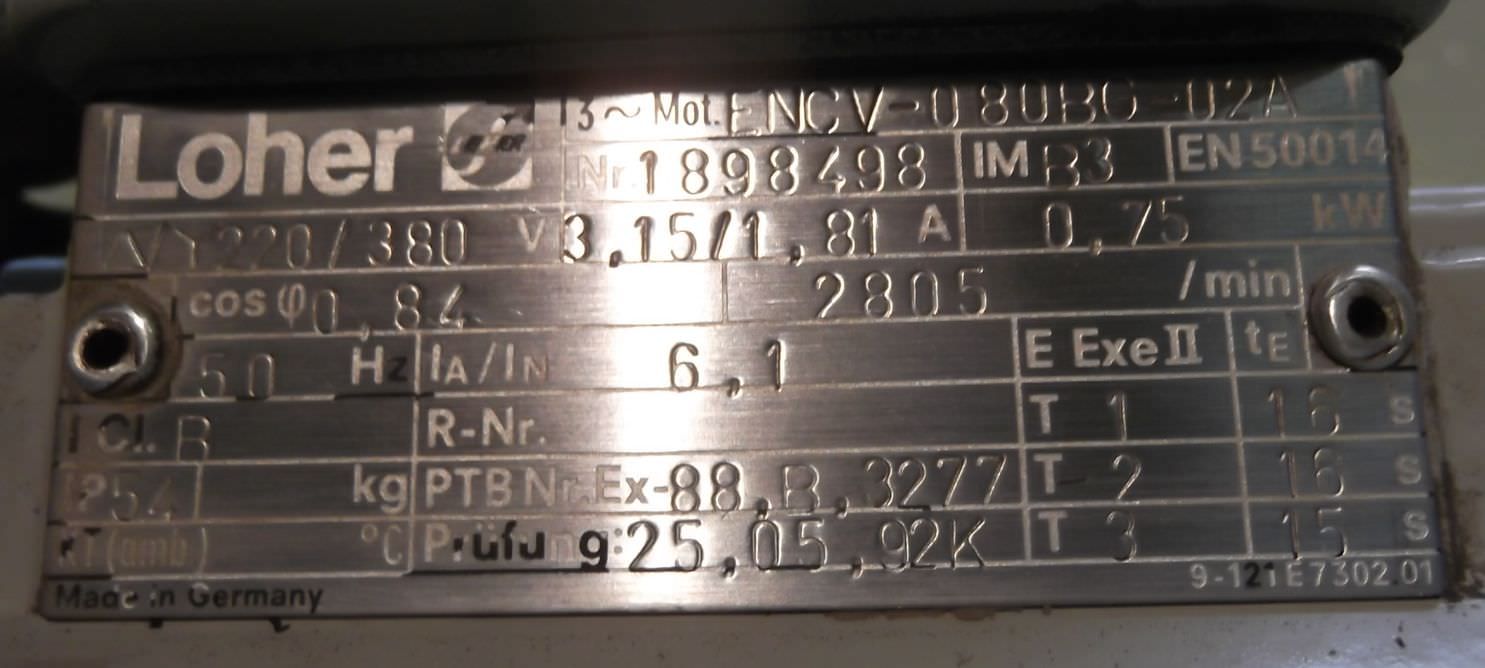 Loher 3~ Mot. ENCV-080BG-02A
Nr. 1898498 IM B3 EN 50014
△/Y 220/380 V 3,15/1,81 A 0,75 kW
cos φ 0,84 2805 /min
50 Hz IA/IN 6,1 E Exe II tE
I.Cl. B R-Nr. T 1 16 s
IP54 kg PTB Nr. Ex-88.B.3277 T 2 16 s
kT(amb) °C Prüfung: 25,05,92K T 3 15 s
Made in Germany 9-121E7302.01